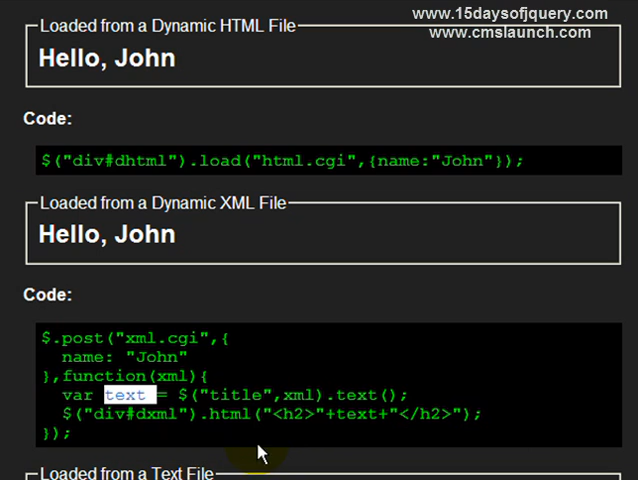 www.15daysofjquery.com
Loaded from a Dynamic HTML File
www.cmslaunch.com
Hello, John
Code:
$("div#dhtml").load("html.cgi",{name:"John"});
Loaded from a Dynamic XML File
Hello, John
Code:
$.post("xml.cgi",{
name: "John"
},function(xml){
var text = $("title",xml).text();
$("div#dxml").html("<h2>"+text+"</h2>");
});
Loaded from a Text File